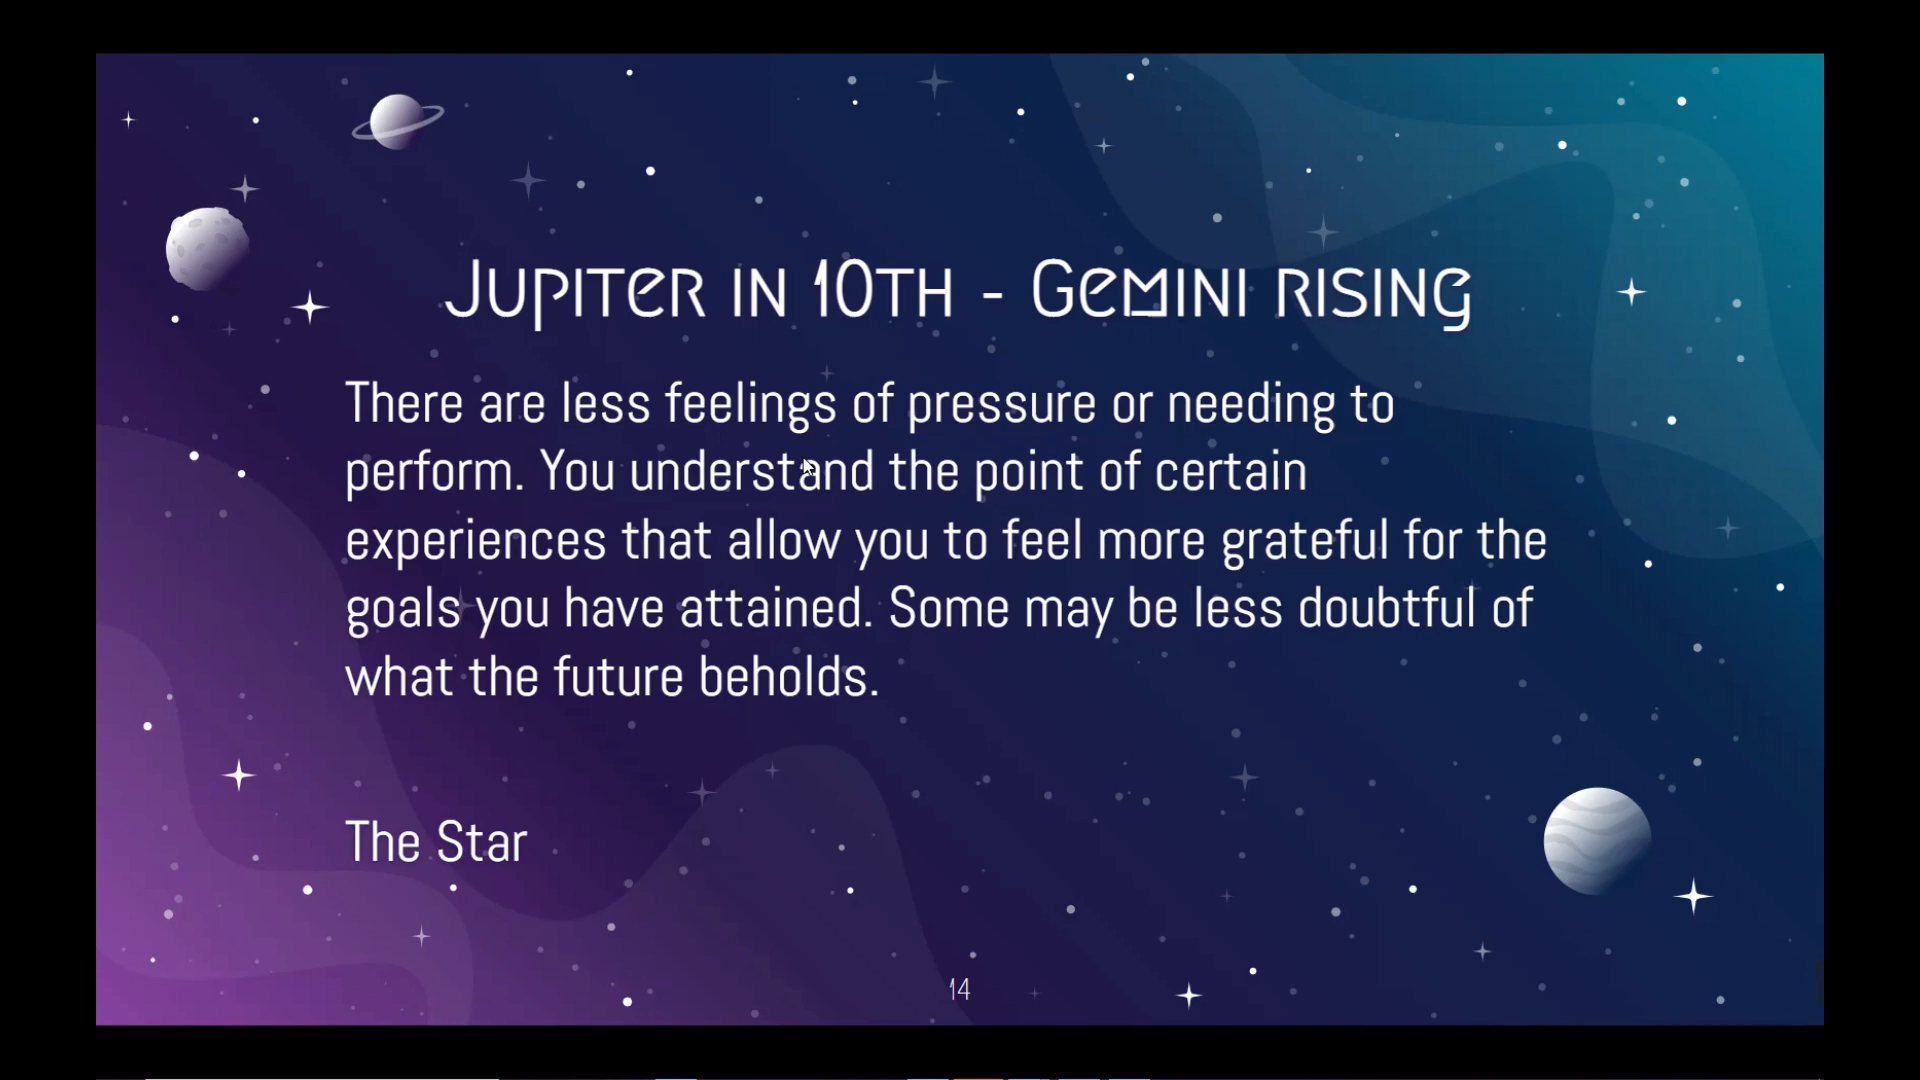 Jupiter in 10th - Gemini rising
There are less feelings of pressure or needing to
perform. You understand the point of certain
experiences that allow you to feel more grateful for the
goals you have attained. Some may be less doubtful of
what the future beholds.
The Star
14